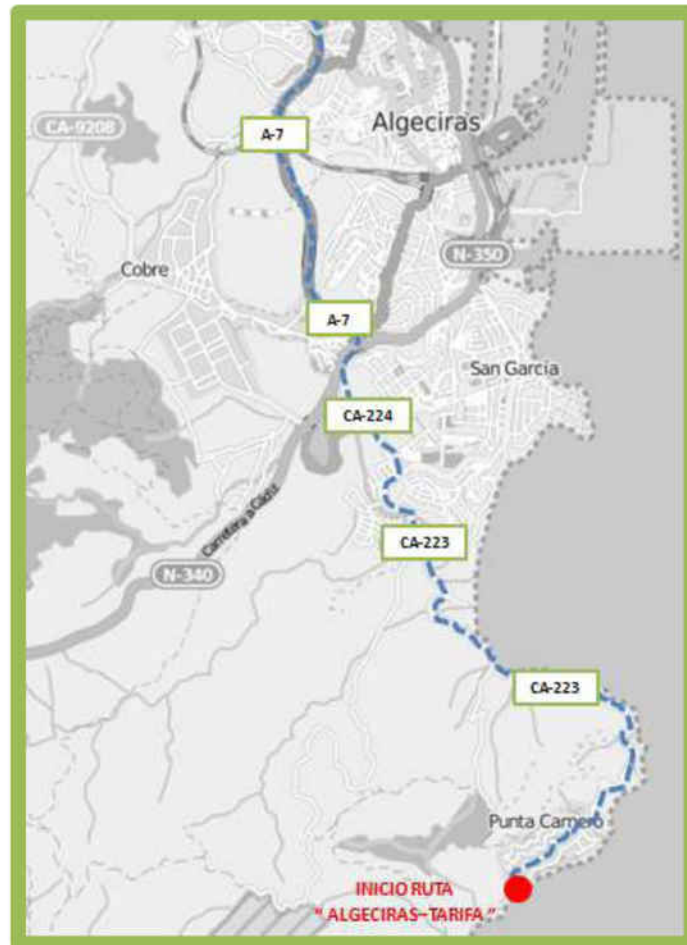 CA-9208
A-7
Algeciras
N-350
Cobre
A-7
San García
CA-224
Carretera a Cádiz
CA-223
N-340
CA-223
Punta Carnero
INICIO RUTA
" ALGECIRAS–TARIFA "